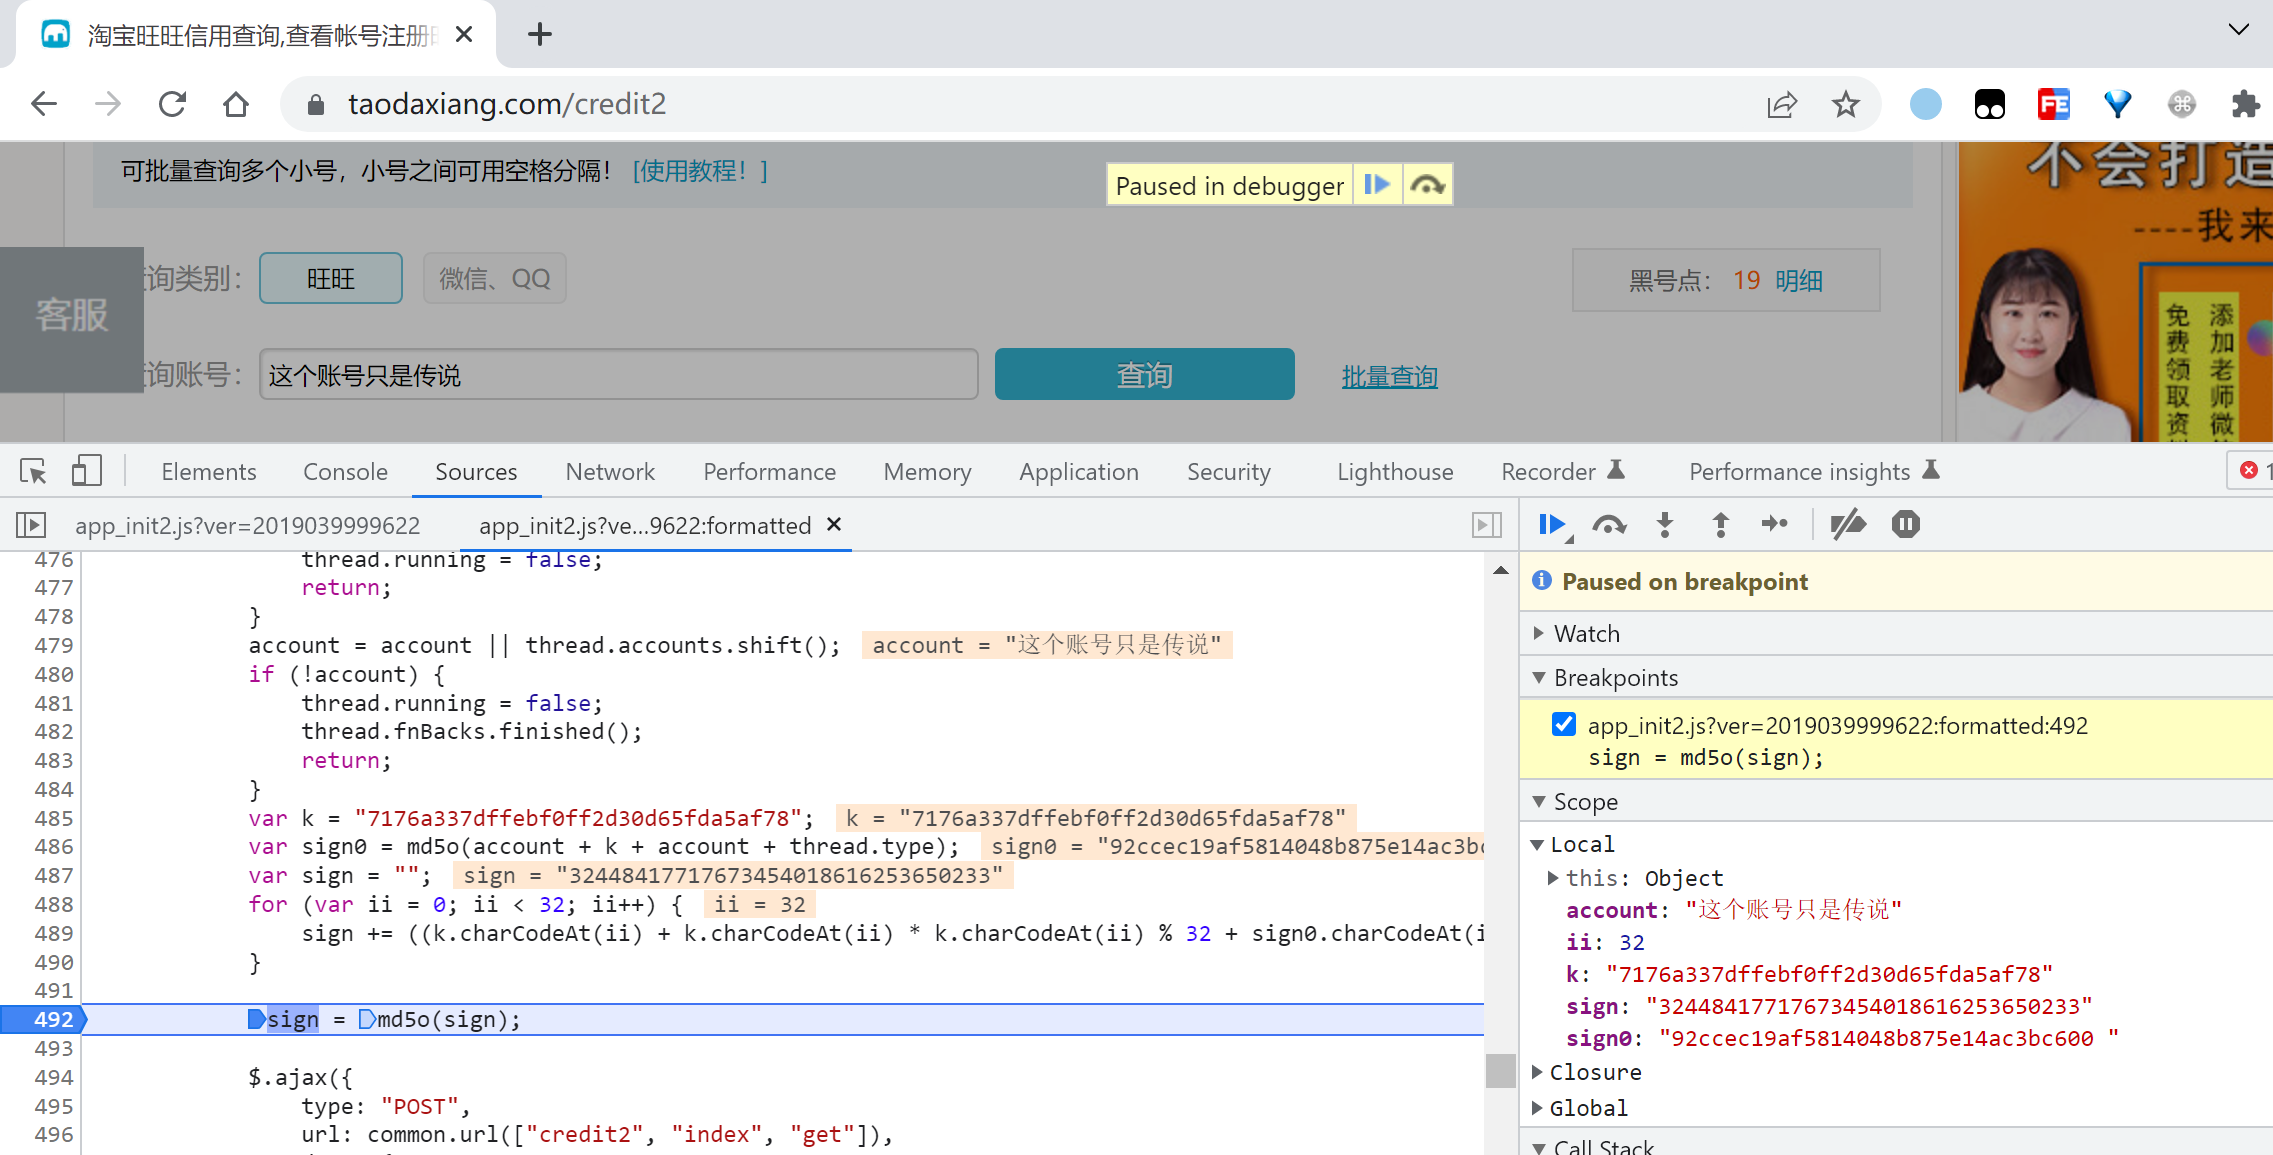 淘宝旺旺信用查询,查看帐号注册
taodaxiang.com/credit2
可批量查询多个小号，小号之间可用空格分隔！ [使用教程！]
Paused in debugger
不会打造
----我来
客服
询类别：
旺旺
微信、QQ
黑号点： 19 明细
询账号：
这个账号只是传说
查询
批量查询
免费领取资
添加老师微
Elements Console Sources Network Performance Memory Application Security Lighthouse Recorder Performance insights
app_init2.js?ver=2019039999622 app_init2.js?ve...9622:formatted
476 thread.running = false;
477 return;
478 }
479 account = account || thread.accounts.shift(); account = "这个账号只是传说"
480 if (!account) {
481 thread.running = false;
482 thread.fnBacks.finished();
483 return;
484 }
485 var k = "7176a337dffebf0ff2d30d65fda5af78"; k = "7176a337dffebf0ff2d30d65fda5af78"
486 var sign0 = md5o(account + k + account + thread.type); sign0 = "92ccec19af5814048b875e14ac3bc
487 var sign = ""; sign = "32448417717673454018616253650233"
488 for (var ii = 0; ii < 32; ii++) { ii = 32
489 sign += ((k.charCodeAt(ii) + k.charCodeAt(ii) * k.charCodeAt(ii) % 32 + sign0.charCodeAt(i
490 }
491
492 sign = md5o(sign);
493
494 $.ajax({
495 type: "POST",
496 url: common.url(["credit2", "index", "get"]),
Paused on breakpoint
Watch
Breakpoints
app_init2.js?ver=2019039999622:formatted:492
sign = md5o(sign);
Scope
Local
this: Object
account: "这个账号只是传说"
ii: 32
k: "7176a337dffebf0ff2d30d65fda5af78"
sign: "32448417717673454018616253650233"
sign0: "92ccec19af5814048b875e14ac3bc600 "
Closure
Global
Call Stack